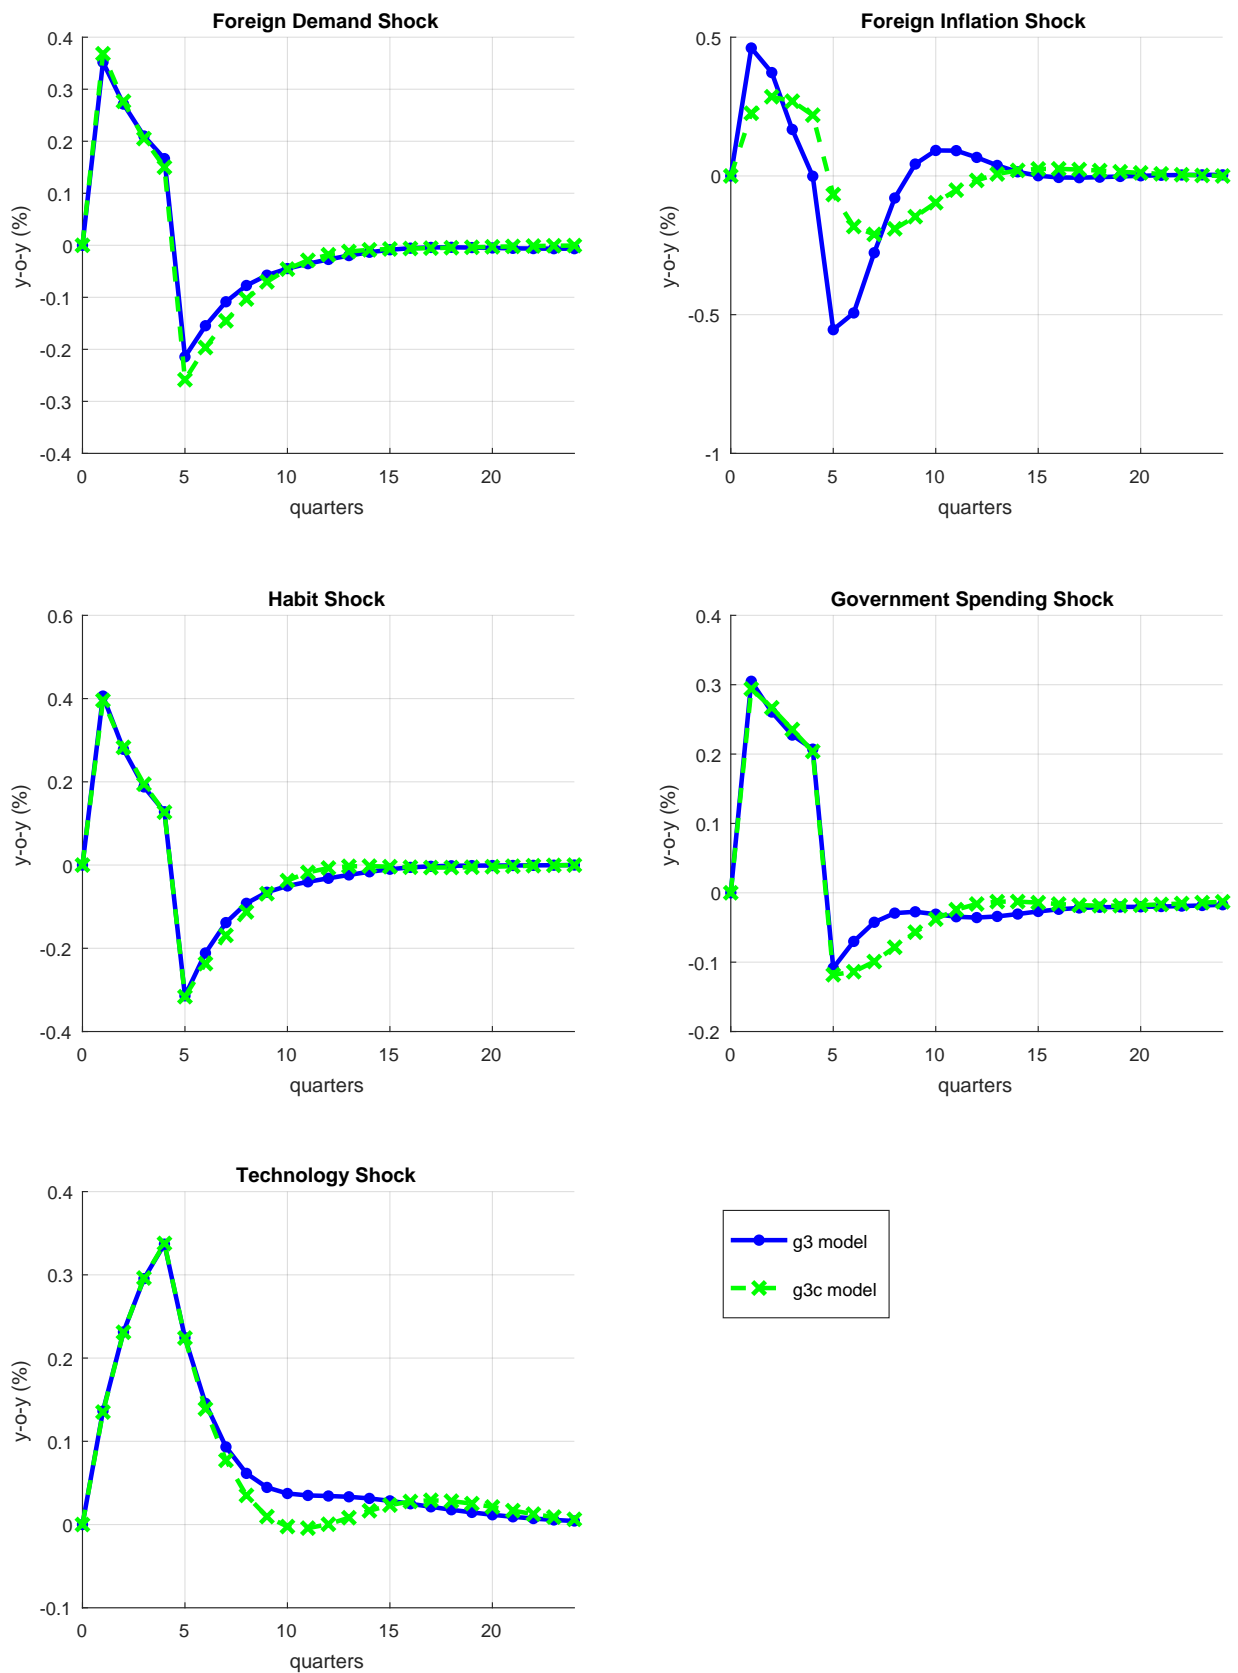 Foreign Demand Shock
0.4
0.3
0.2
0.1
0
-0.1
-0.2
-0.3
-0.4
y-o-y (%)
0 5 10 15 20
quarters
Foreign Inflation Shock
0.5
0
-0.5
-1
y-o-y (%)
0 5 10 15 20
quarters
Habit Shock
0.6
0.4
0.2
0
-0.2
-0.4
y-o-y (%)
0 5 10 15 20
quarters
Government Spending Shock
0.4
0.3
0.2
0.1
0
-0.1
-0.2
y-o-y (%)
0 5 10 15 20
quarters
Technology Shock
0.4
0.3
0.2
0.1
0
-0.1
y-o-y (%)
0 5 10 15 20
quarters
g3 model
g3c model